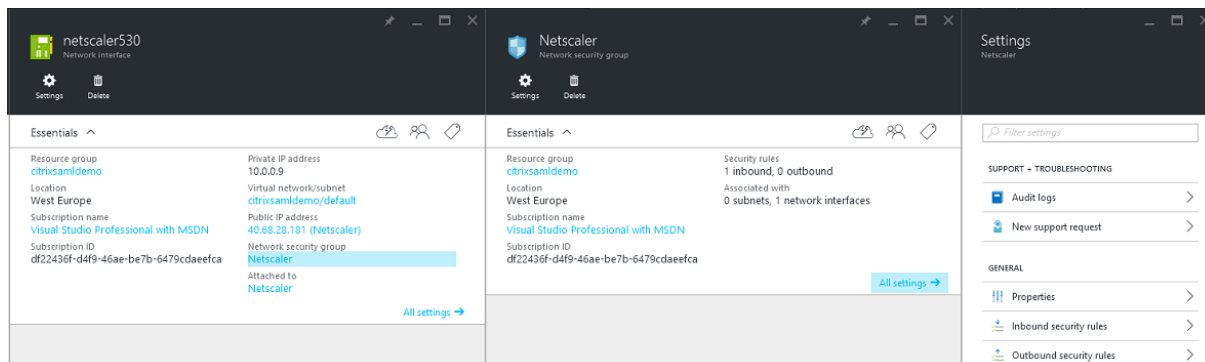 netscaler530
Network interface
Settings
Delete
Essentials
Resource group
citrixsamldemo
Location
West Europe
Subscription name
Visual Studio Professional with MSDN
Subscription ID
df22436f-d4f9-46ae-be7b-6479cdaeefca
Private IP address
10.0.0.9
Virtual network/subnet
citrixsamldemo/default
Public IP address
40.68.28.181 (Netscaler)
Network security group
Netscaler
Attached to
Netscaler
All settings
Netscaler
Network security group
Settings
Delete
Essentials
Resource group
citrixsamldemo
Location
West Europe
Subscription name
Visual Studio Professional with MSDN
Subscription ID
df22436f-d4f9-46ae-be7b-6479cdaeefca
Security rules
1 inbound, 0 outbound
Associated with
0 subnets, 1 network interfaces
All settings
Settings
Netscaler
Filter settings
SUPPORT + TROUBLESHOOTING
Audit logs
New support request
GENERAL
Properties
Inbound security rules
Outbound security rules